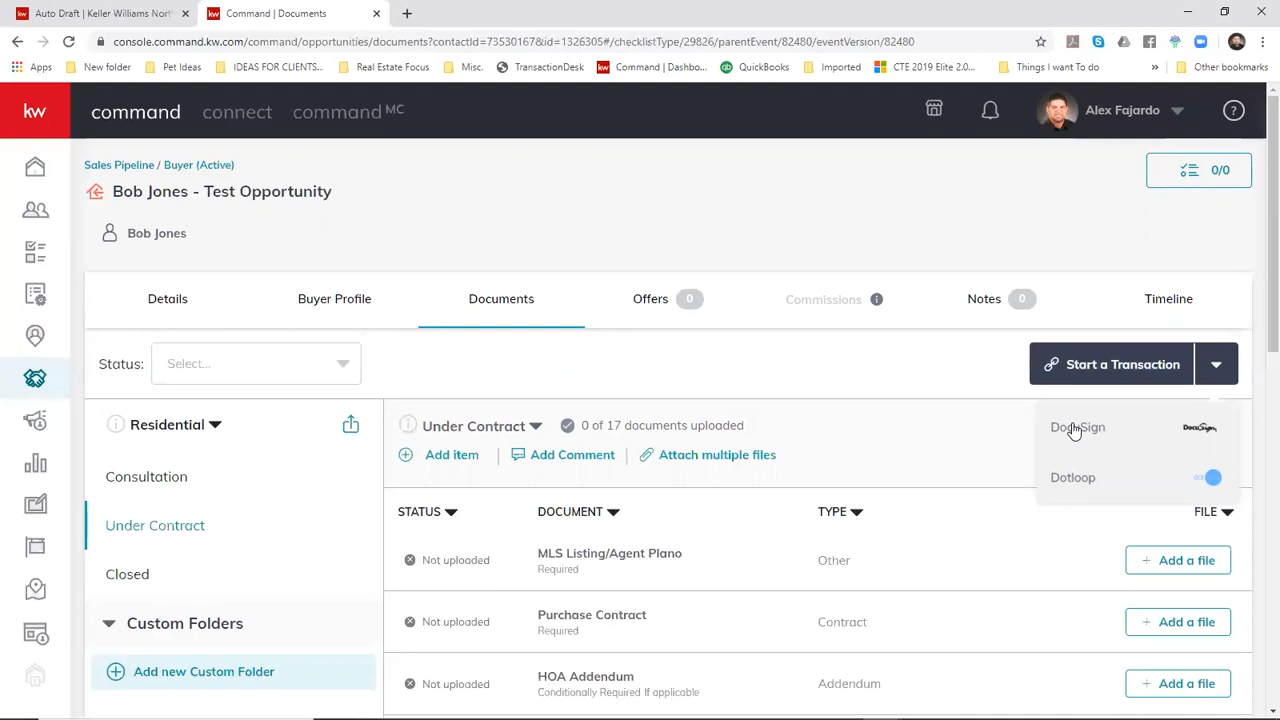 Auto Draft | Keller Williams Nort
Command | Documents
console.command.kw.com/command/opportunities/documents?contactId=73530167&id=1326305#/checklistType/29826/parentEvent/82480/eventVersion/82480
Apps New folder Pet Ideas IDEAS FOR CLIENTS... Real Estate Focus Misc. TransactionDesk Command | Dashbo... QuickBooks Imported CTE 2019 Elite 2.0... Things I want To do » Other bookmarks
kw command connect command MC Alex Fajardo
Sales Pipeline / Buyer (Active)
0/0
Bob Jones - Test Opportunity
Bob Jones
Details Buyer Profile Documents Offers 0 Commissions Notes 0 Timeline
Status: Select...
Start a Transaction
Residential
Under Contract 0 of 17 documents uploaded
DocuSign DocuSign
Add item | Add Comment | Attach multiple files
Consultation
Dotloop
STATUS DOCUMENT TYPE FILE
Under Contract
Not uploaded MLS Listing/Agent Plano Other + Add a file
Required
Closed
Not uploaded Purchase Contract Contract + Add a file
Required
Custom Folders
Add new Custom Folder
Not uploaded HOA Addendum Addendum + Add a file
Conditionally Required If applicable